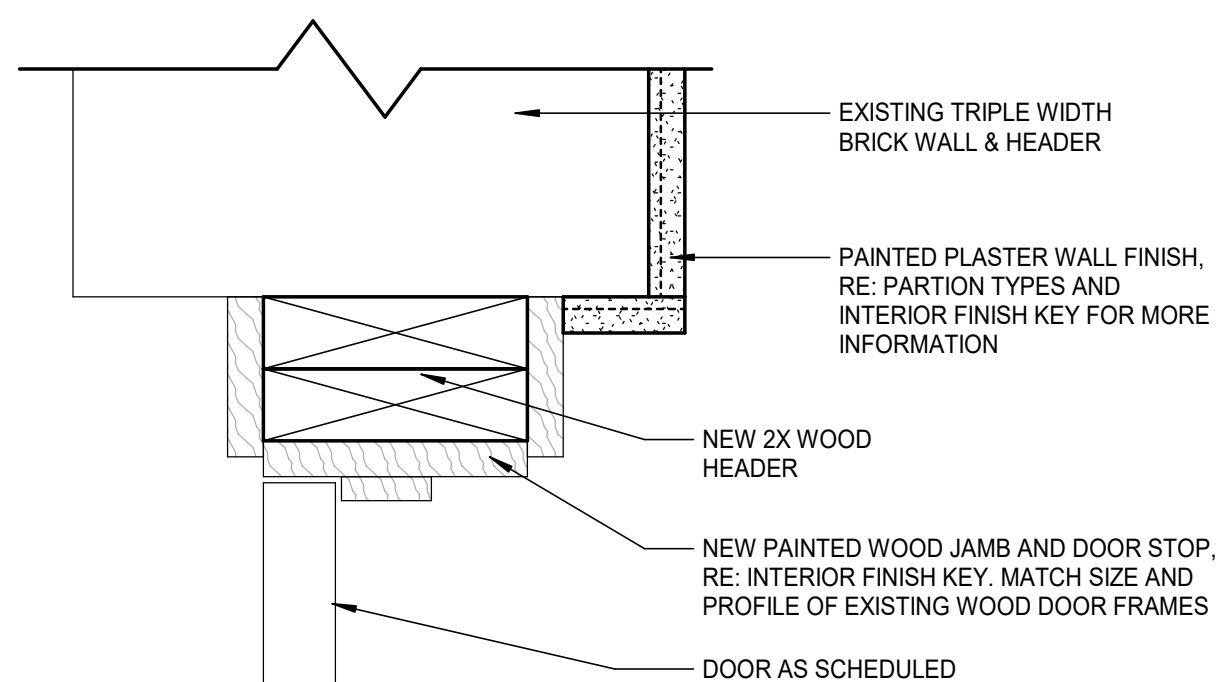 EXISTING TRIPLE WIDTH
BRICK WALL & HEADER
PAINTED PLASTER WALL FINISH,
RE: PARTION TYPES AND
INTERIOR FINISH KEY FOR MORE
INFORMATION
NEW 2X WOOD
HEADER
NEW PAINTED WOOD JAMB AND DOOR STOP,
RE: INTERIOR FINISH KEY. MATCH SIZE AND
PROFILE OF EXISTING WOOD DOOR FRAMES
DOOR AS SCHEDULED